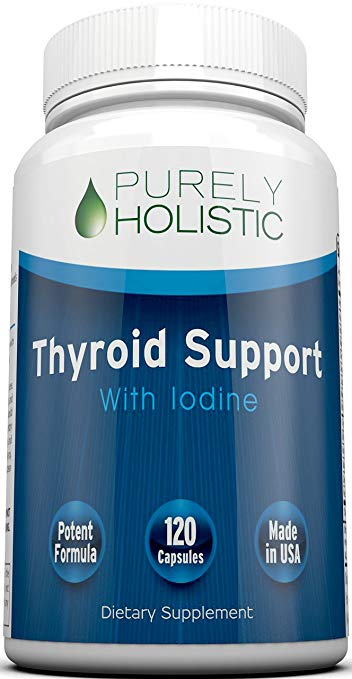 PURELY
HOLISTIC
Thyroid Support
With Iodine
Potent
Formula
120
Capsules
Made
in USA
Dietary Supplement